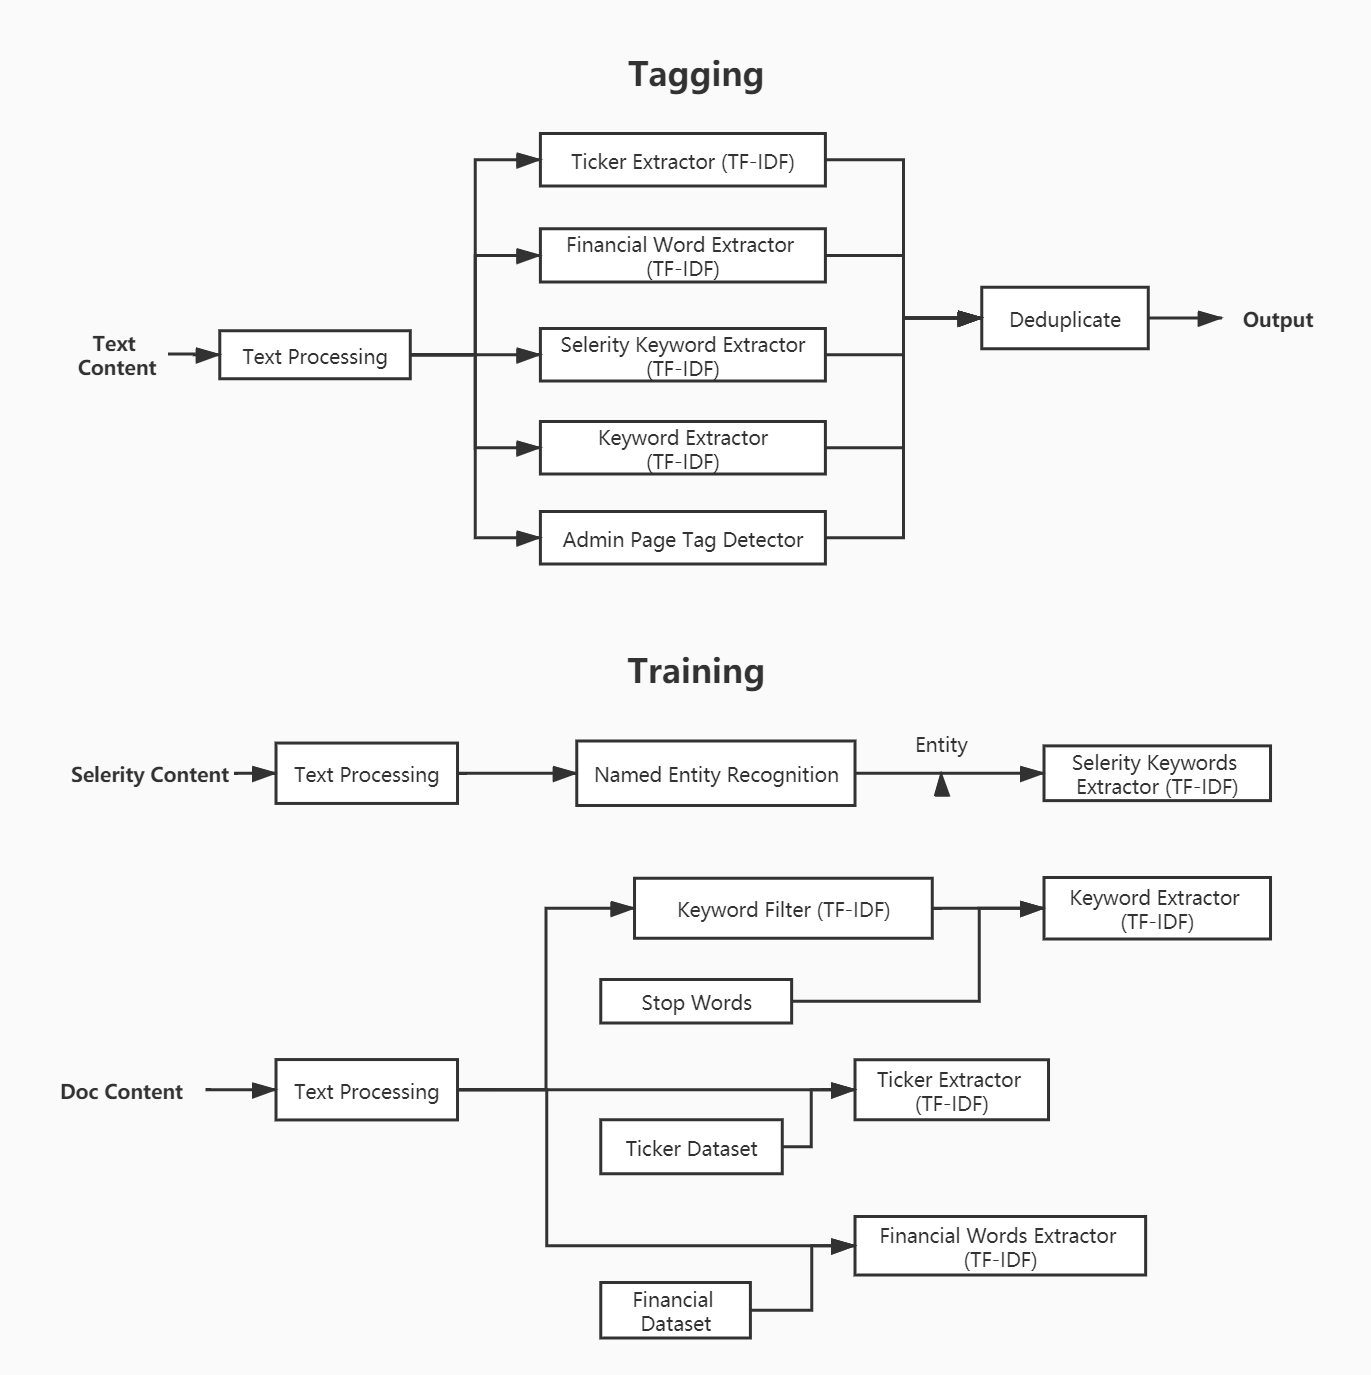 Tagging
Ticker Extractor (TF-IDF)
Financial Word Extractor
(TF-IDF)
Text
Content
Text Processing
Selerity Keyword Extractor
(TF-IDF)
Keyword Extractor
(TF-IDF)
Admin Page Tag Detector
Deduplicate
Output
Training
Selerity Content
Text Processing
Named Entity Recognition
Entity
Selerity Keywords
Extractor (TF-IDF)
Keyword Filter (TF-IDF)
Keyword Extractor
(TF-IDF)
Stop Words
Doc Content
Text Processing
Ticker Extractor
(TF-IDF)
Ticker Dataset
Financial Words Extractor
(TF-IDF)
Financial
Dataset